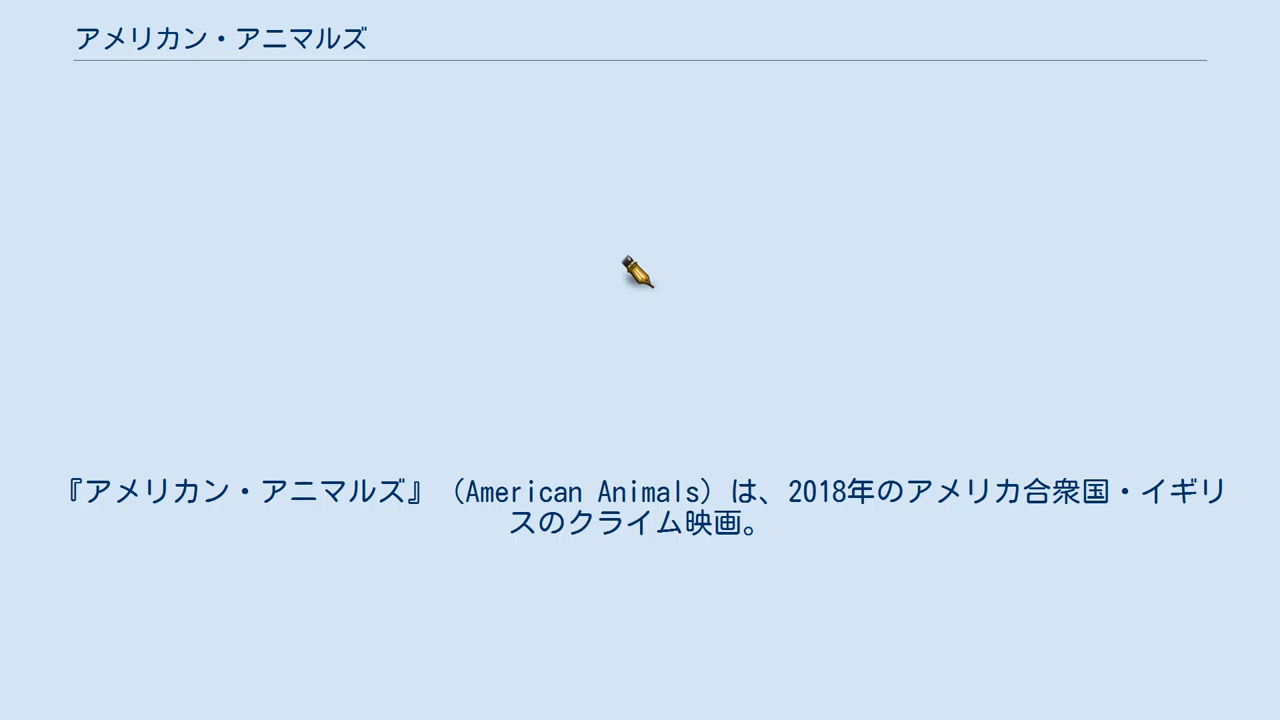 アメリカン・アニマルズ
『アメリカン・アニマルズ』（American Animals）は、2018年のアメリカ合衆国・イギリ
スのクライム映画。